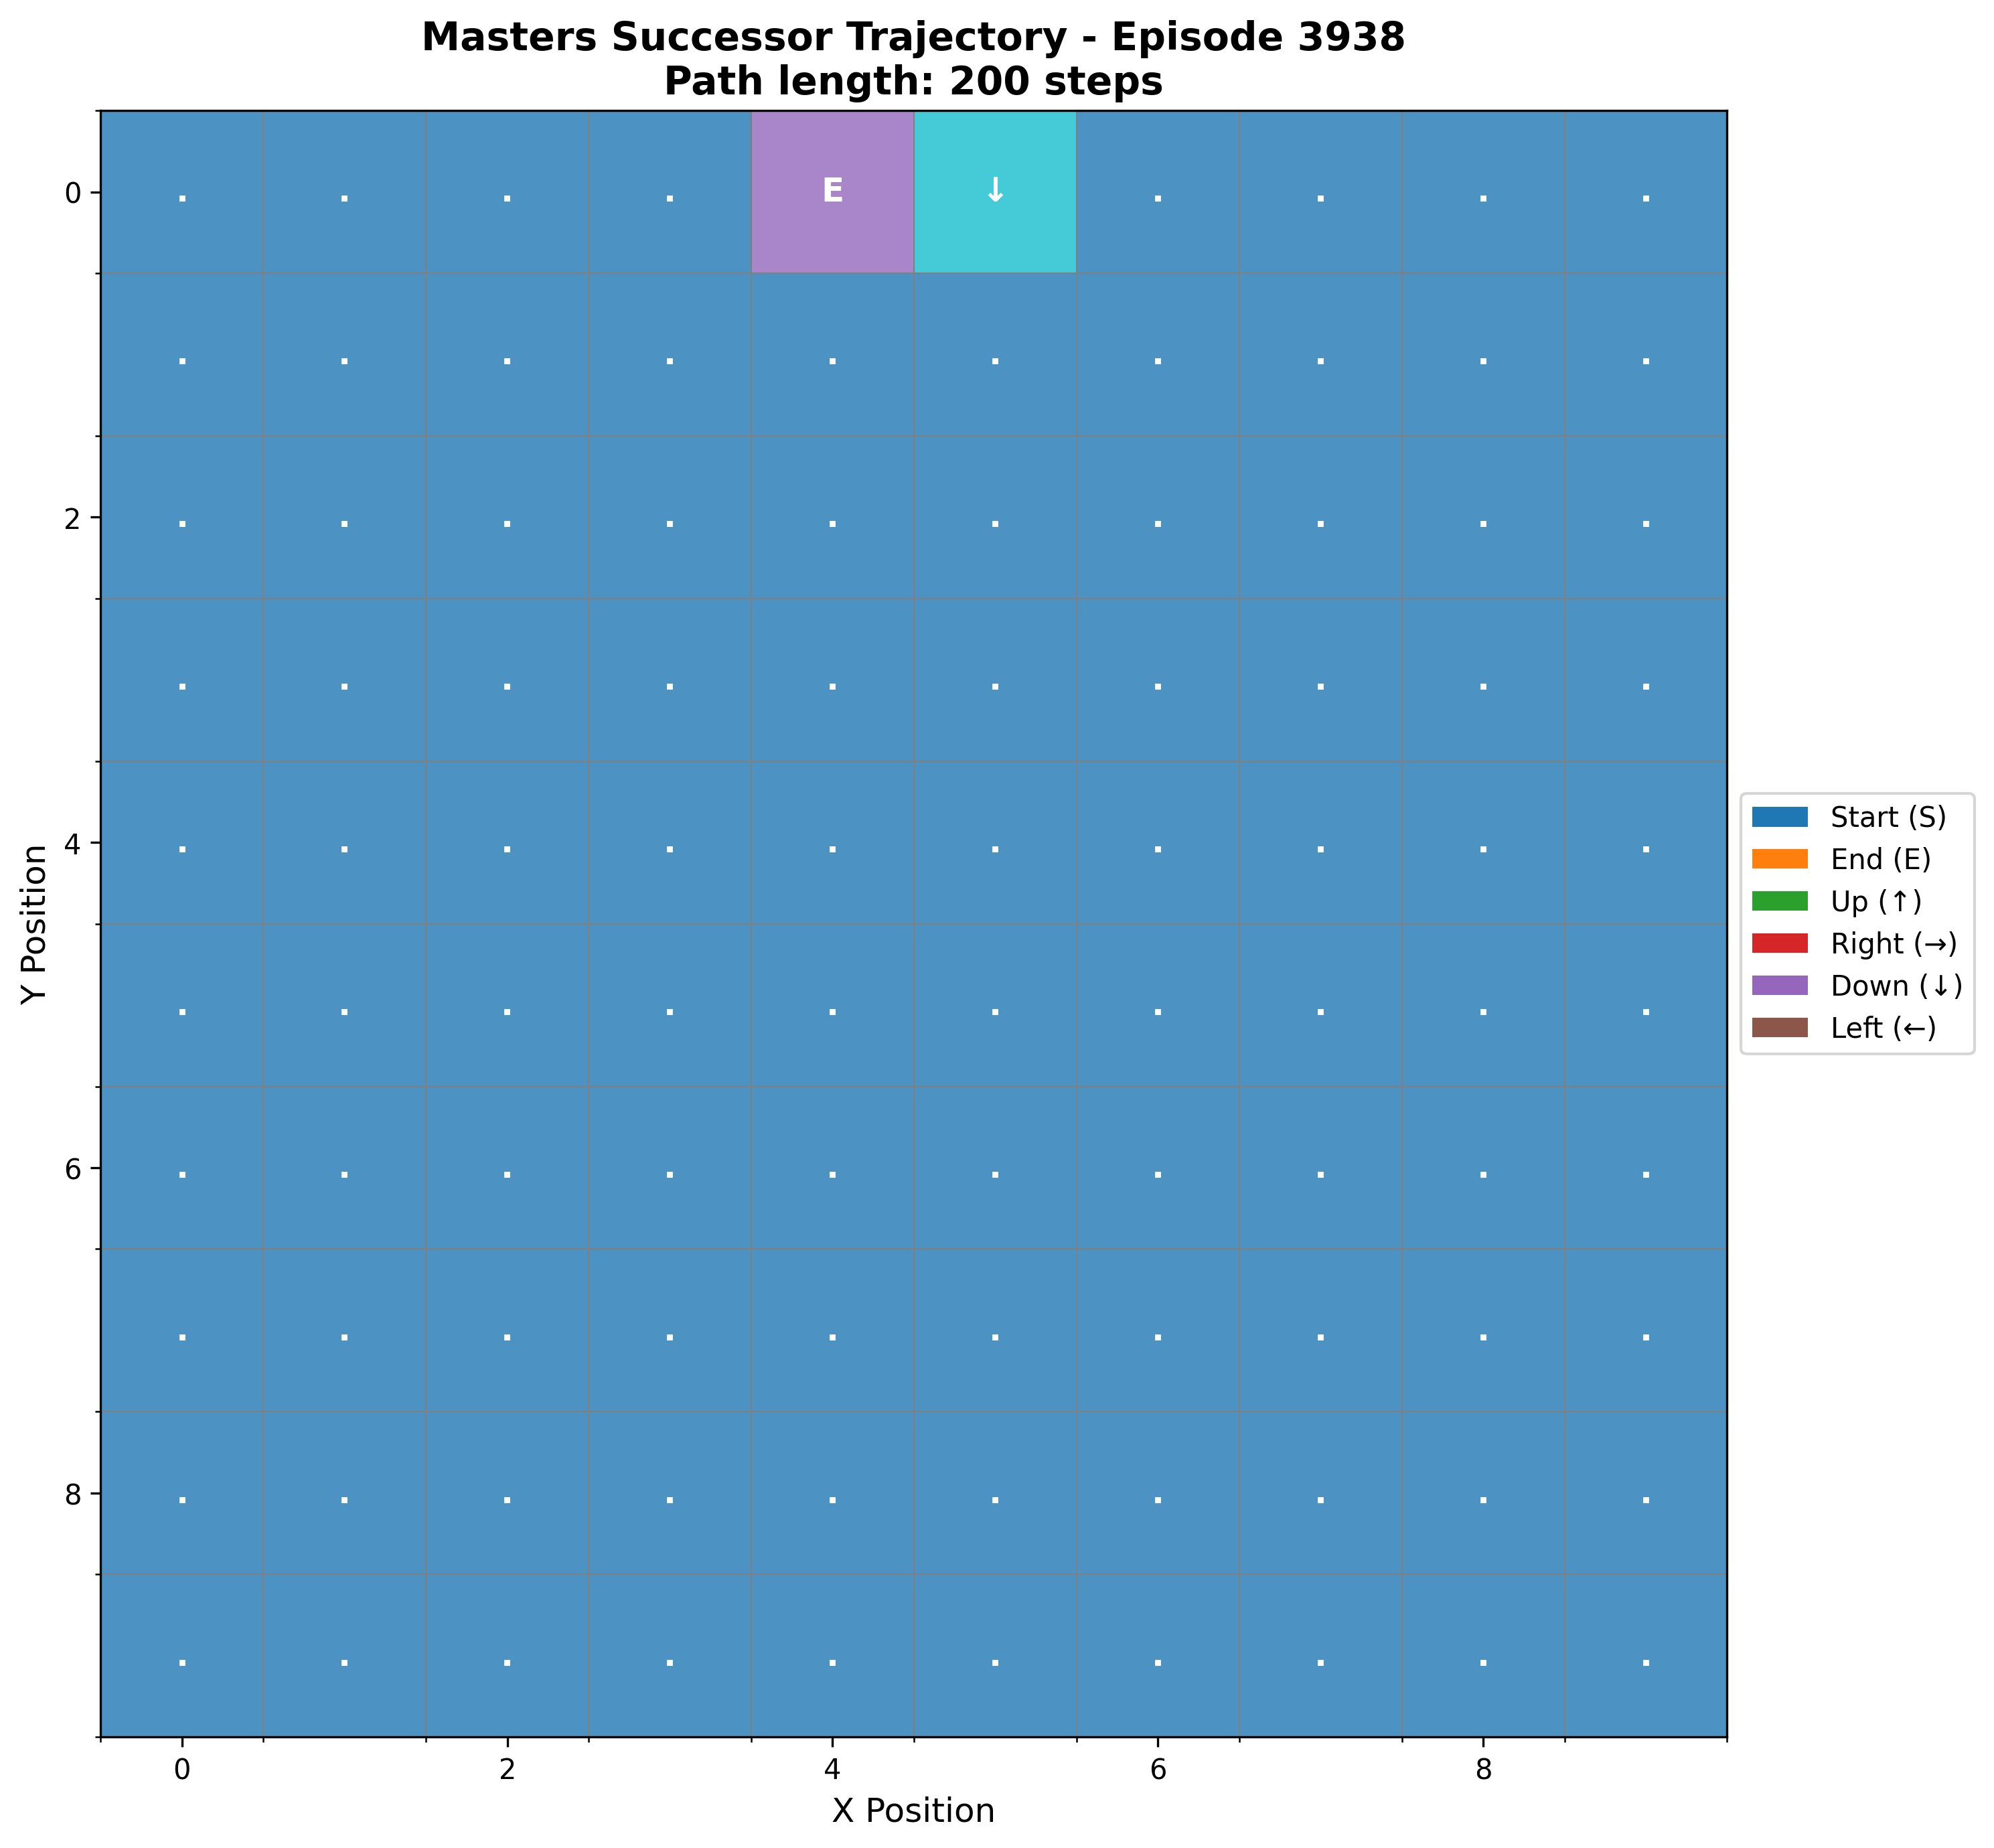 Masters Successor Trajectory - Episode 3938
Path length: 200 steps
E ↓
0
2
4
6
8
Y Position
0 2 4 6 8
X Position
Start (S)
End (E)
Up (↑)
Right (→)
Down (↓)
Left (←)